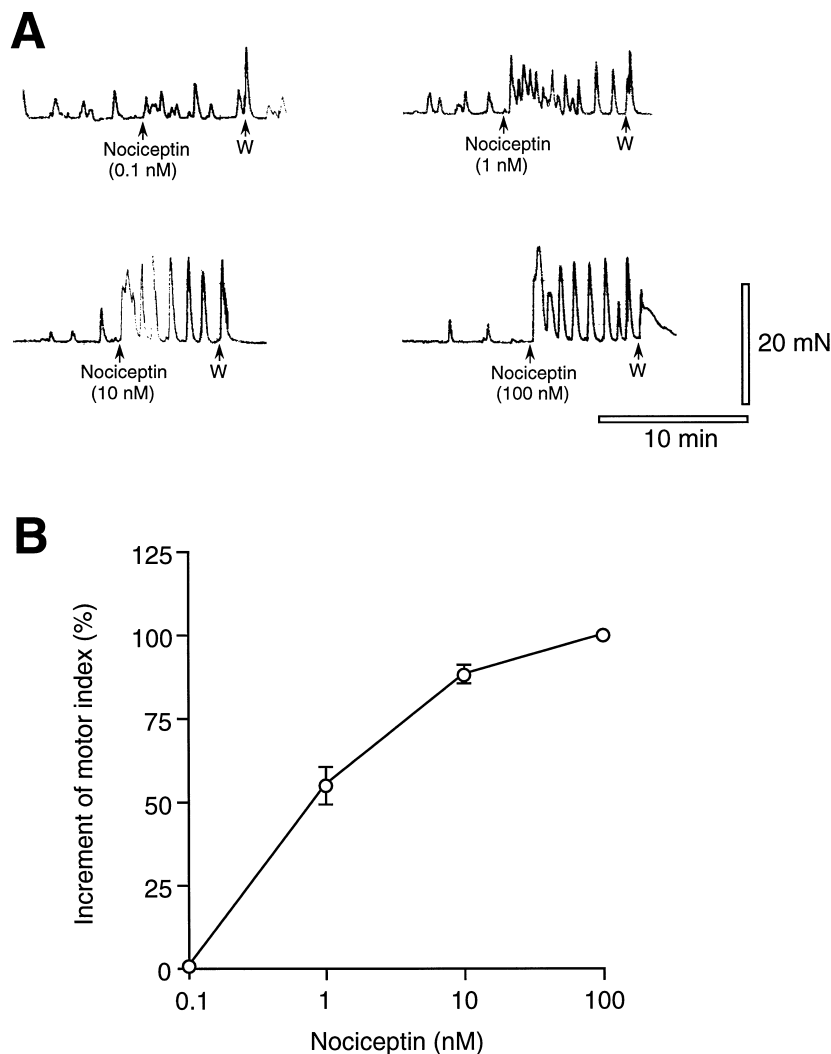 A
Nociceptin
(0.1 nM)
W
Nociceptin
(1 nM)
W
Nociceptin
(10 nM)
W
Nociceptin
(100 nM)
W
20 mN
10 min
B
Increment of motor index (%)
125
100
75
50
25
0
0.1
1
10
100
Nociceptin (nM)